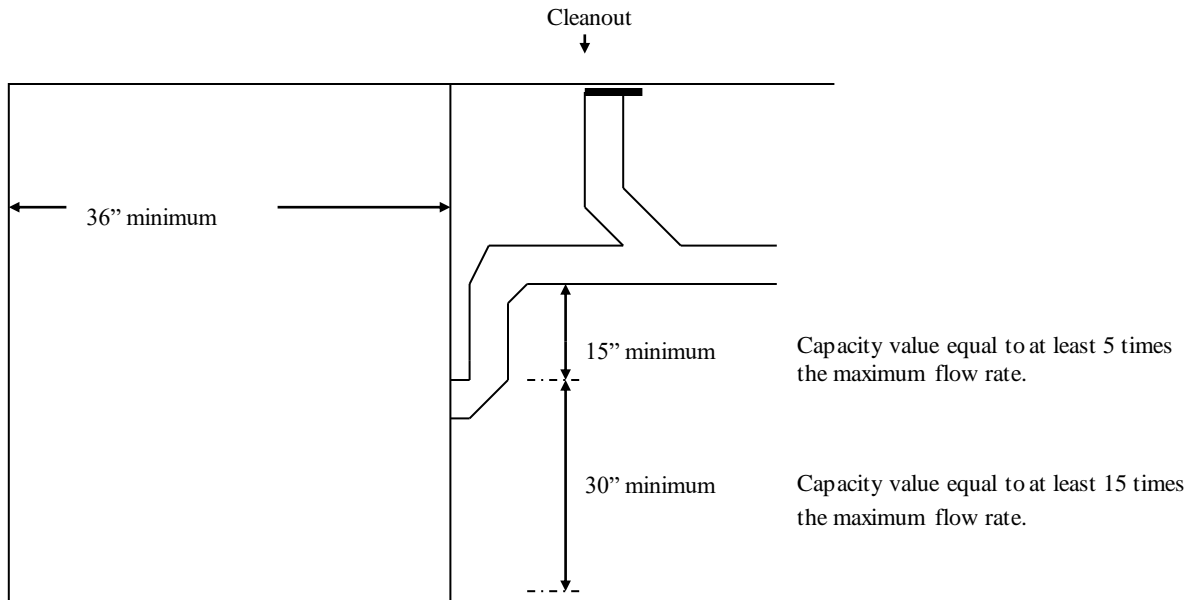 Cleanout
36” minimum
15” minimum
Capacity value equal to at least 5 times
the maximum flow rate.
30” minimum
Capacity value equal to at least 15 times
the maximum flow rate.